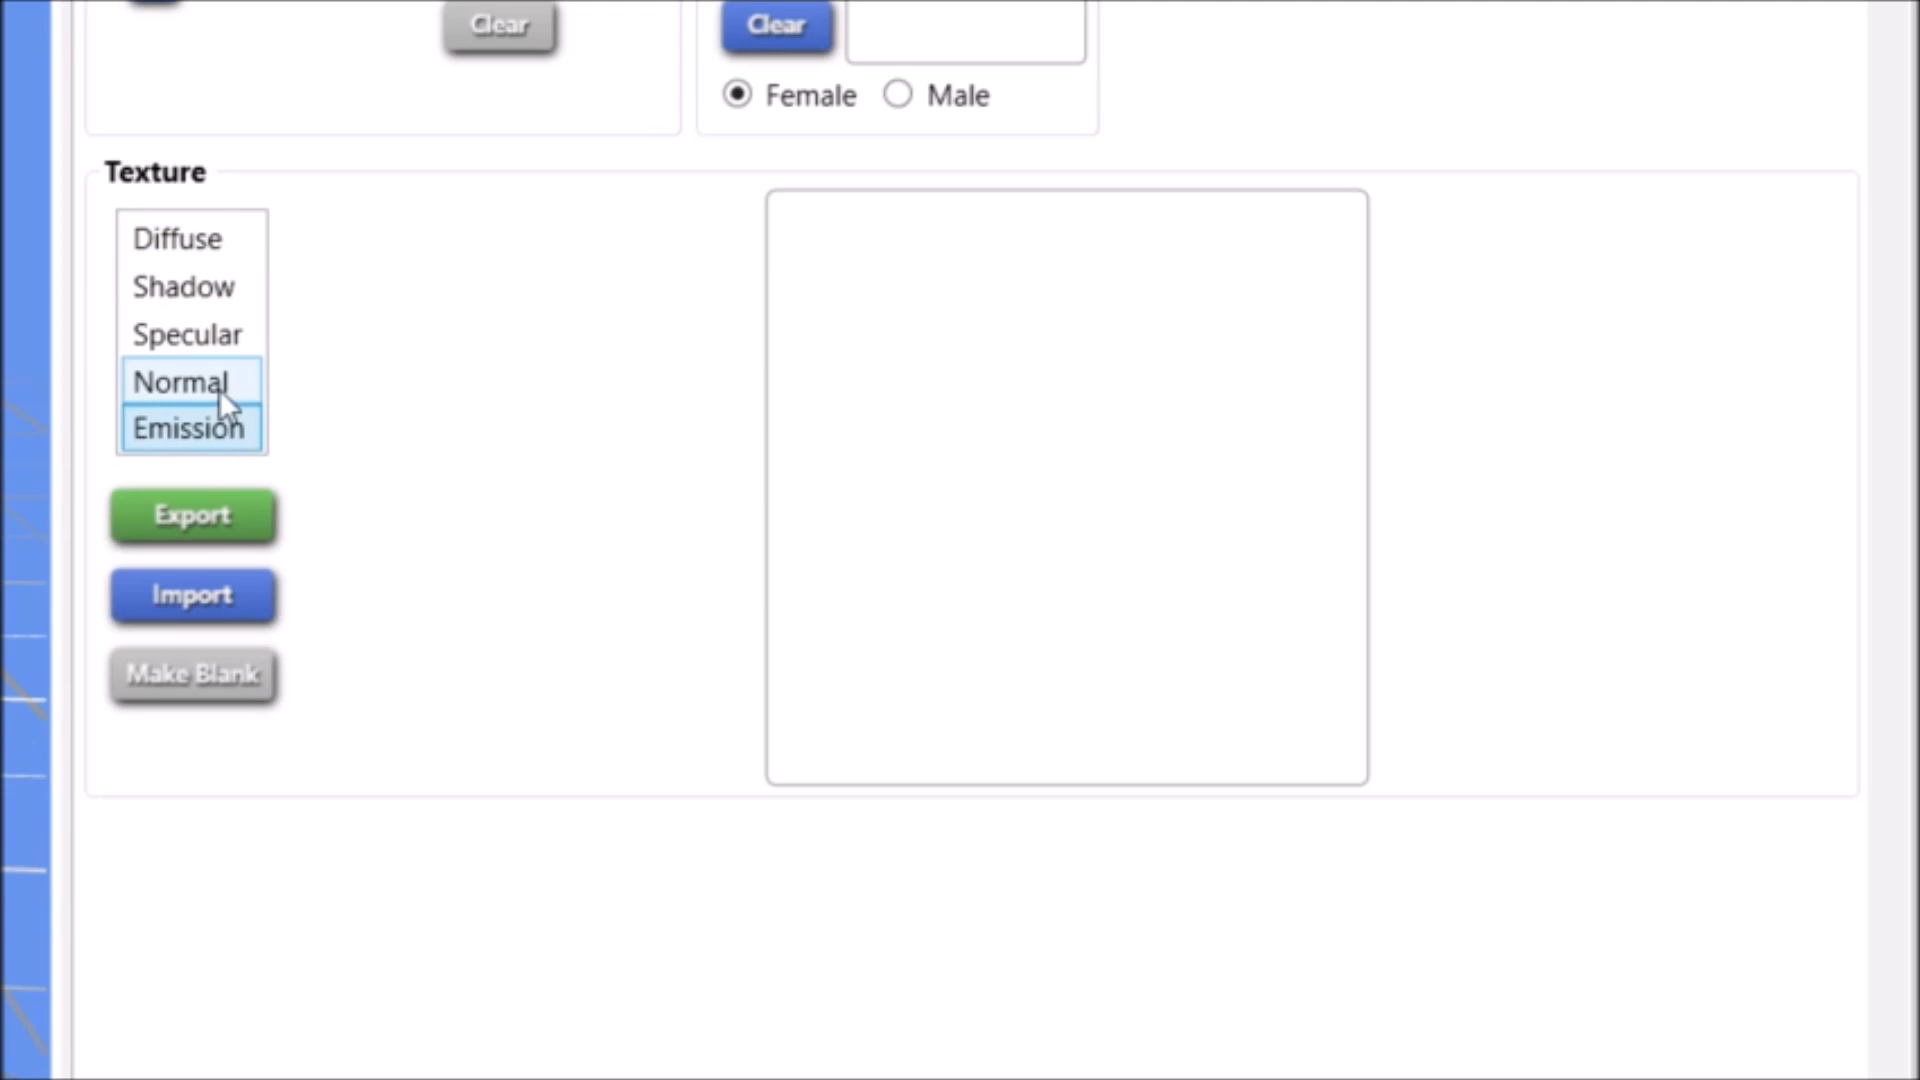 Clear
Clear
Female
Male
Texture
Diffuse
Shadow
Specular
Normal
Emission
Export
Import
Make Blank